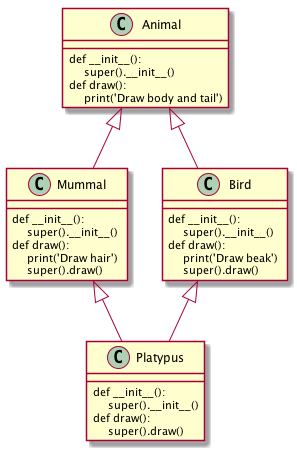 C Animal
def __init__():
super().__init__()
def draw():
print('Draw body and tail')
C Mummal
def __init__():
super().__init__()
def draw():
print('Draw hair')
super().draw()
C Bird
def __init__():
super().__init__()
def draw():
print('Draw beak')
super().draw()
C Platypus
def __init__():
super().__init__()
def draw():
super().draw()